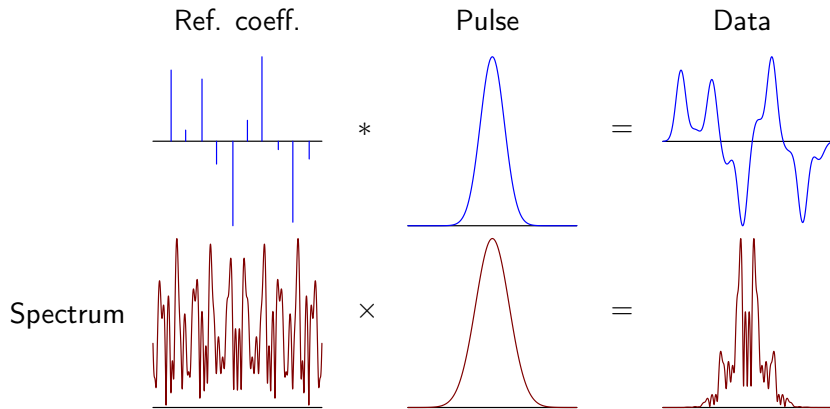 Ref. coeff. Pulse Data
* =
Spectrum × =